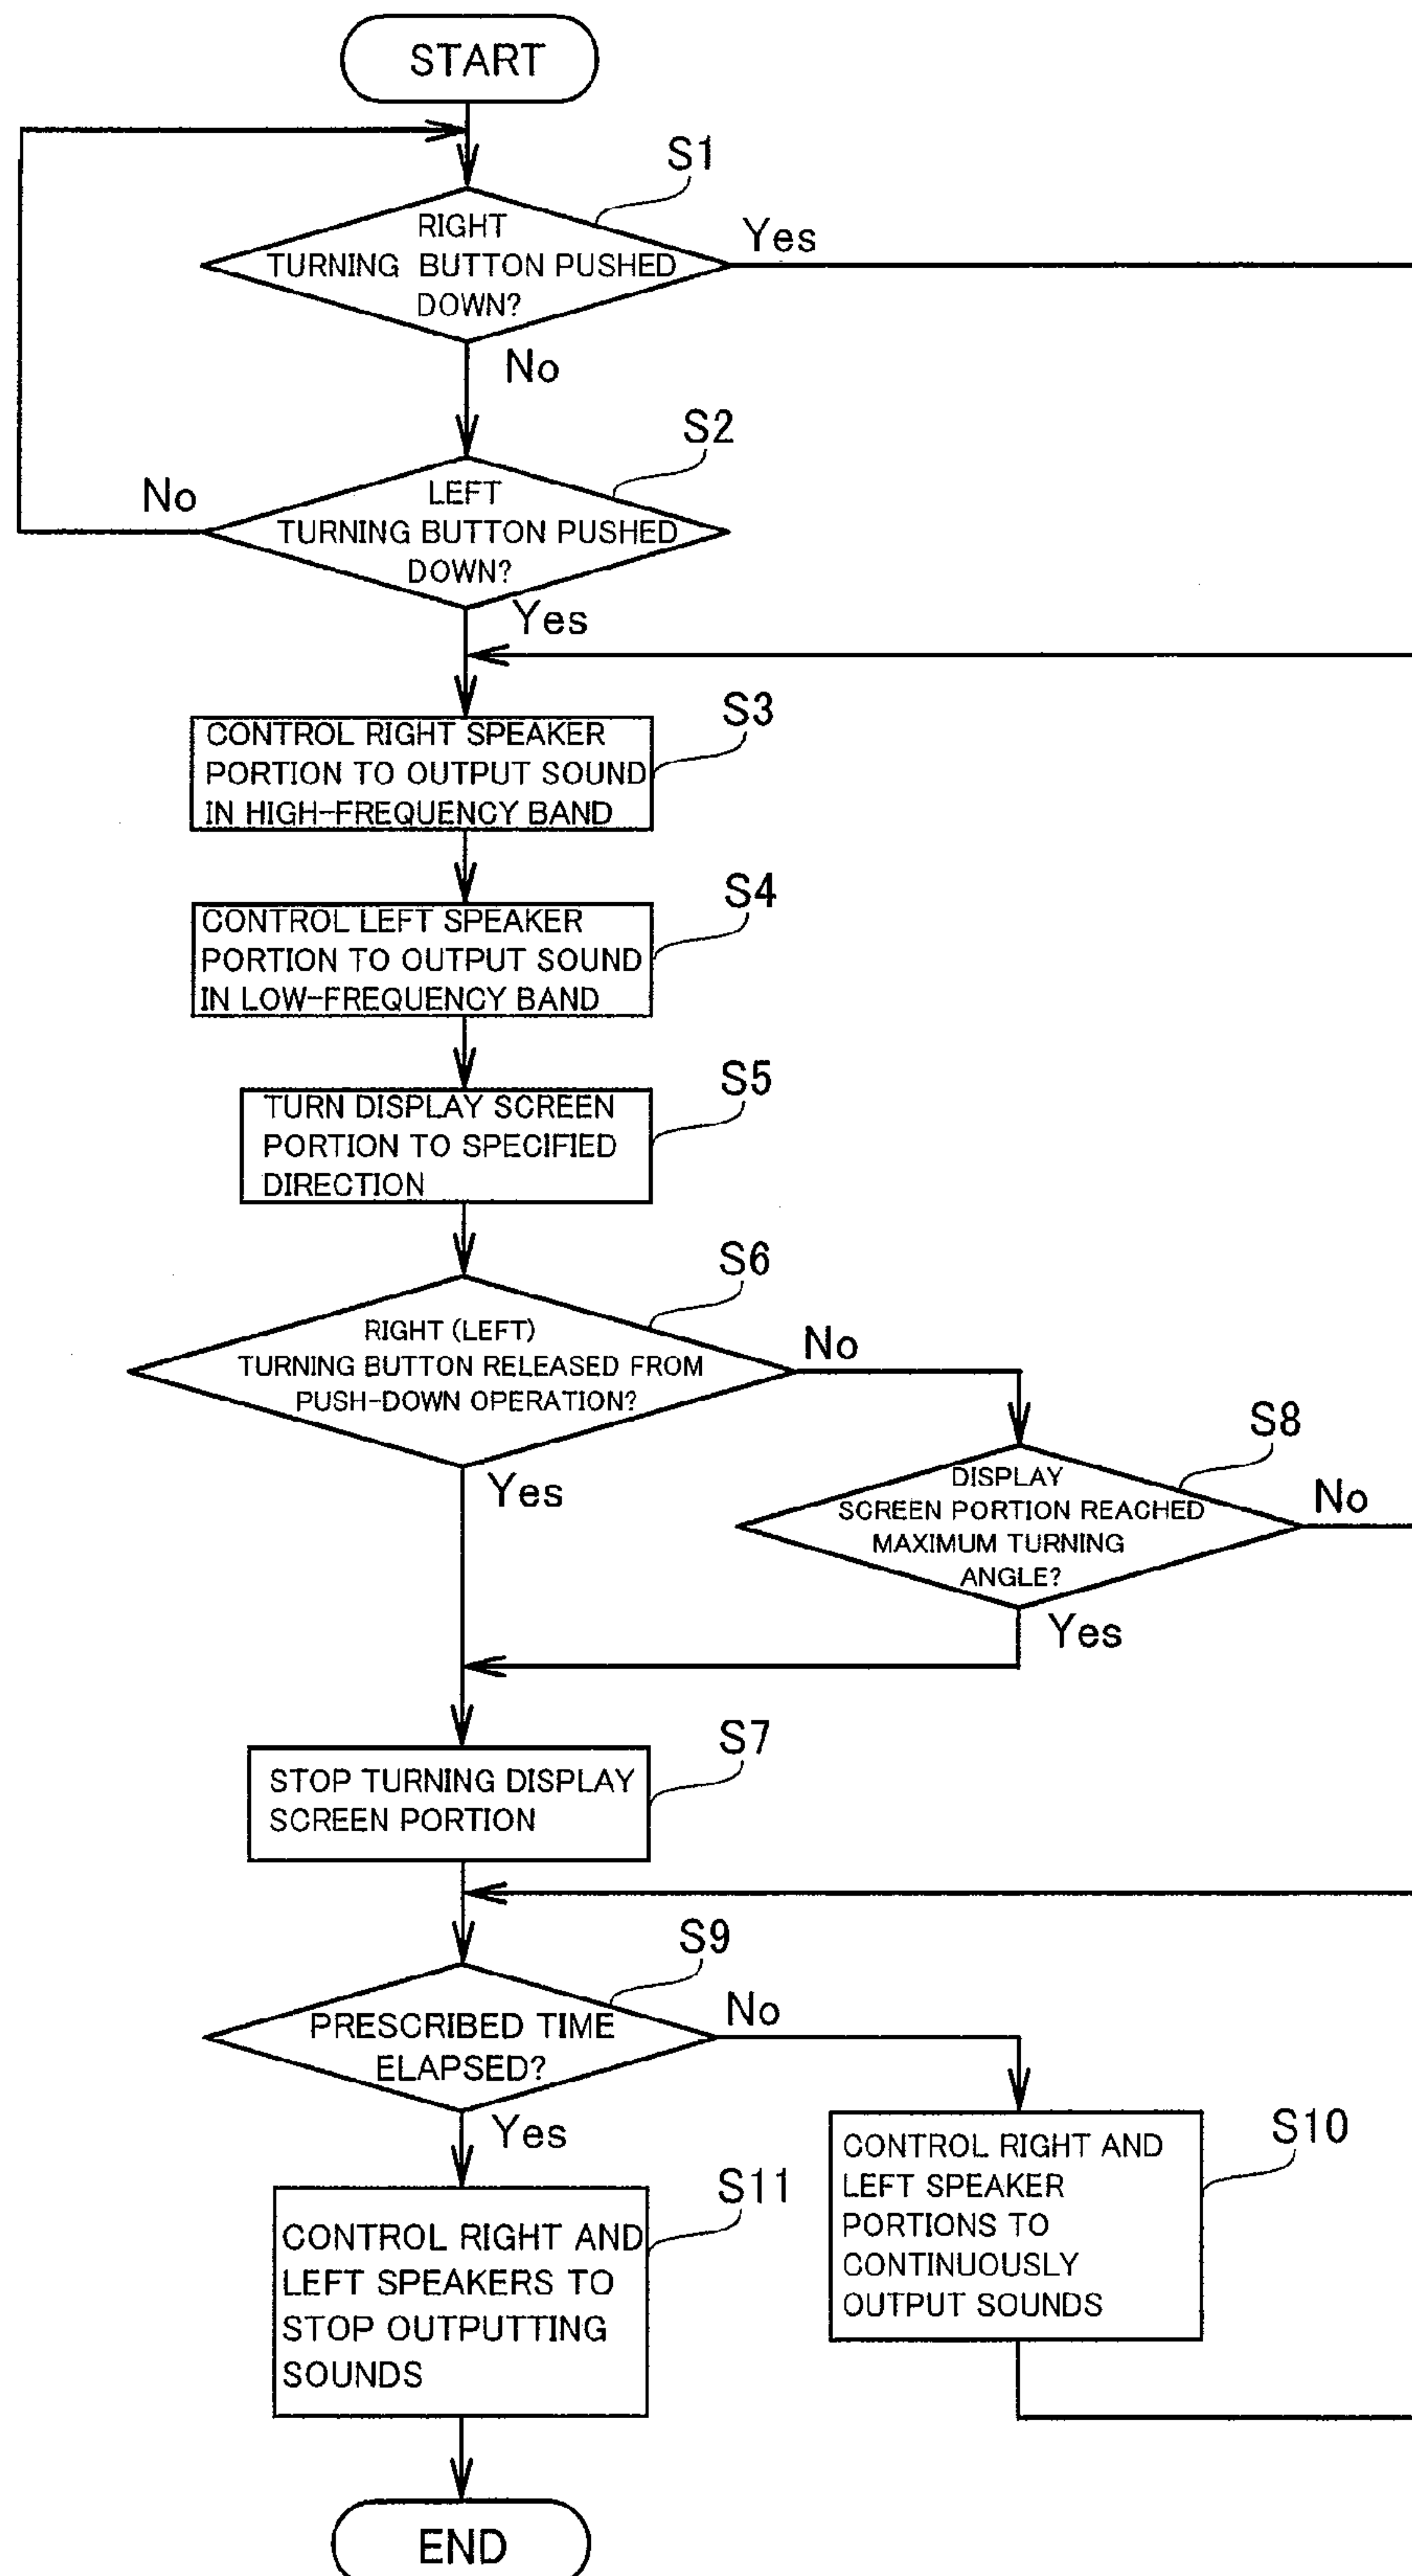 START
S1
RIGHT
TURNING BUTTON PUSHED
DOWN?
Yes
No
S2
LEFT
TURNING BUTTON PUSHED
DOWN?
No
Yes
S3
CONTROL RIGHT SPEAKER
PORTION TO OUTPUT SOUND
IN HIGH-FREQUENCY BAND
S4
CONTROL LEFT SPEAKER
PORTION TO OUTPUT SOUND
IN LOW-FREQUENCY BAND
S5
TURN DISPLAY SCREEN
PORTION TO SPECIFIED
DIRECTION
S6
RIGHT (LEFT)
TURNING BUTTON RELEASED FROM
PUSH-DOWN OPERATION?
No
Yes
S8
DISPLAY
SCREEN PORTION REACHED
MAXIMUM TURNING
ANGLE?
No
Yes
S7
STOP TURNING DISPLAY
SCREEN PORTION
S9
PRESCRIBED TIME
ELAPSED?
No
Yes
S10
CONTROL RIGHT AND
LEFT SPEAKER
PORTIONS TO
CONTINUOUSLY
OUTPUT SOUNDS
S11
CONTROL RIGHT AND
LEFT SPEAKERS TO
STOP OUTPUTTING
SOUNDS
END